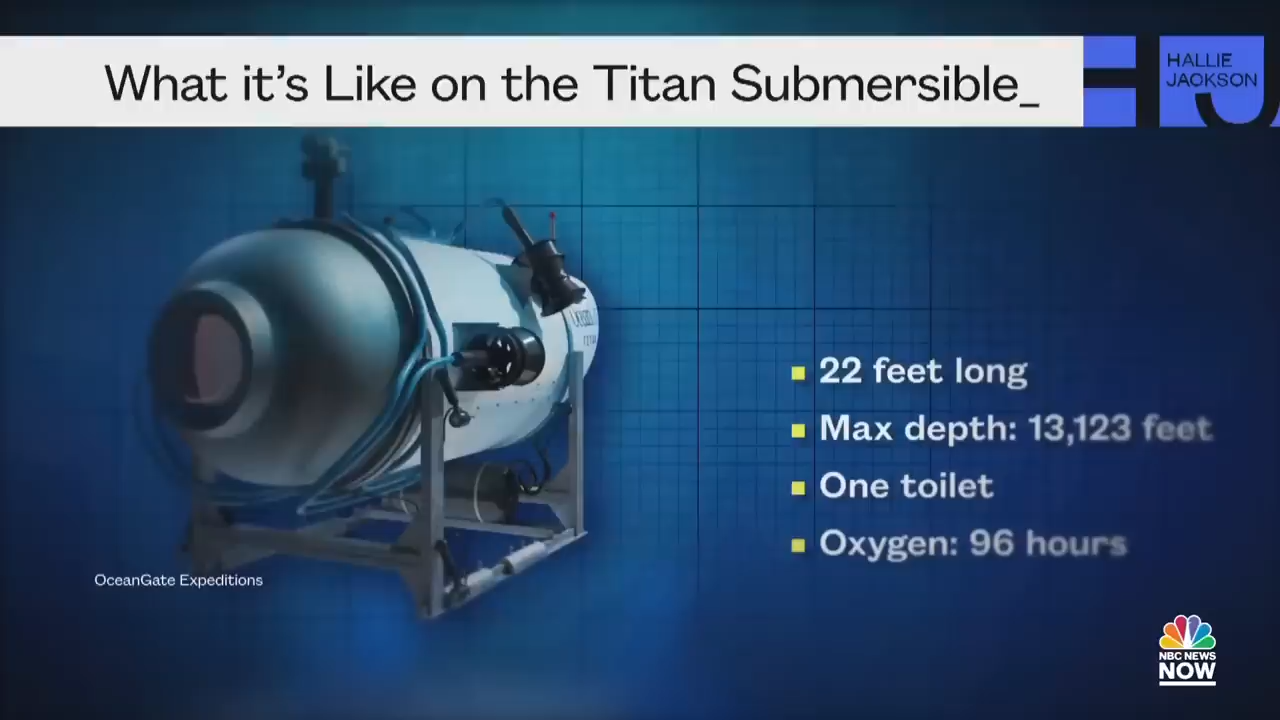 What it's Like on the Titan Submersible_
HALLIE
JACKSON
22 feet long
Max depth: 13,123 feet
One toilet
Oxygen: 96 hours
OceanGate Expeditions
NBC NEWS
NOW